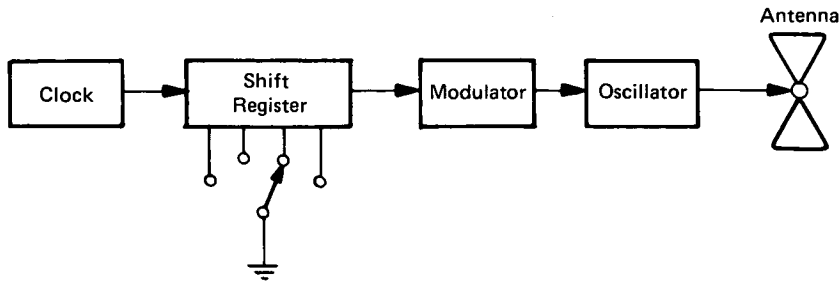 Antenna
Clock
Shift
Register
Modulator
Oscillator